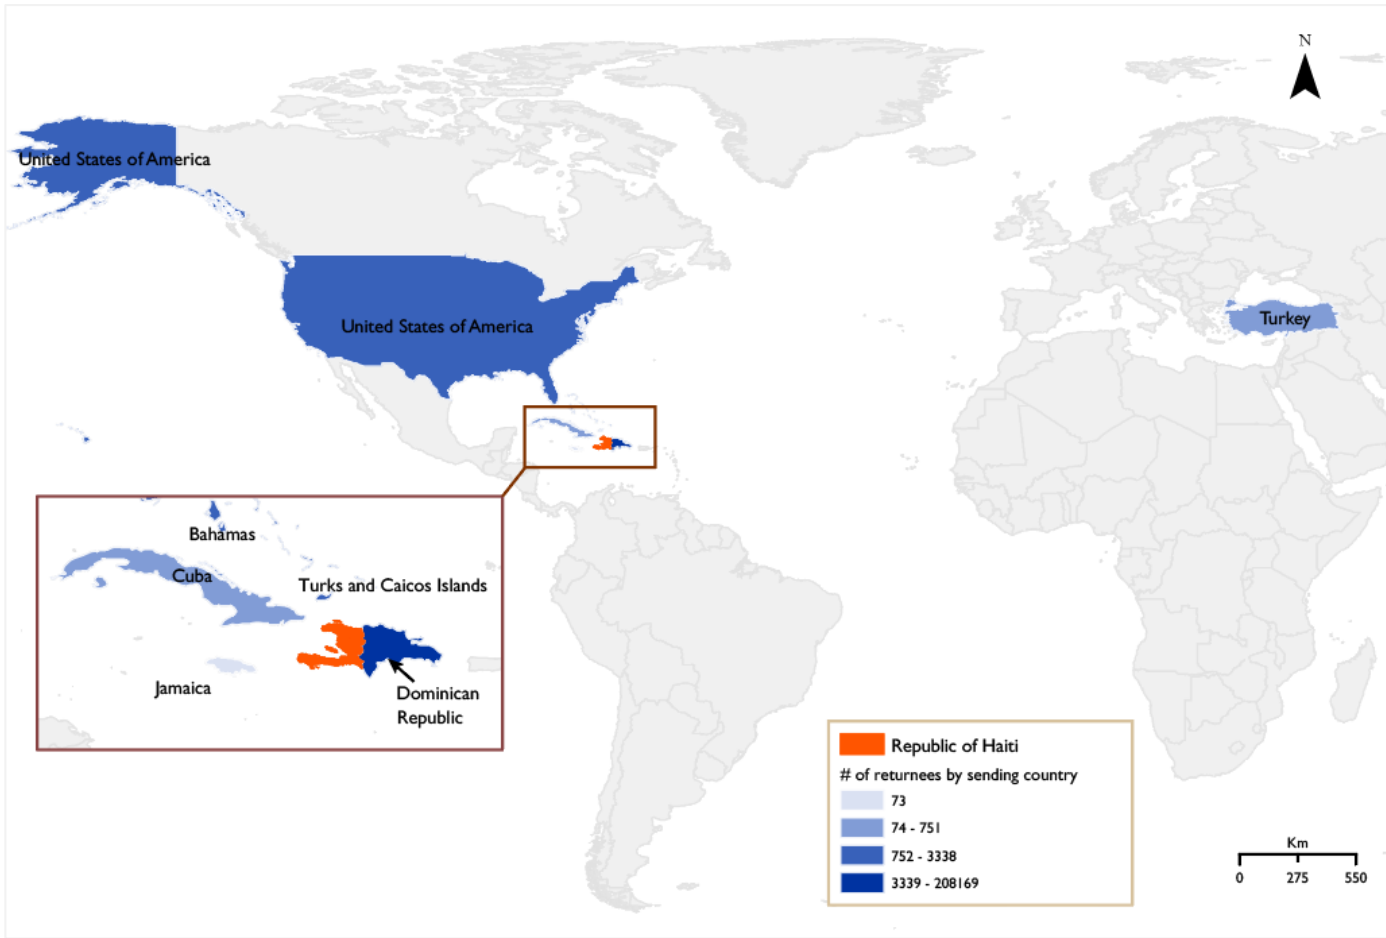 N
United States of America
United States of America
Turkey
Bahamas
Cuba
Turks and Caicos Islands
Jamaica
Dominican
Republic
Republic of Haiti
# of returnees by sending country
73
74 - 751
752 - 3338
3339 - 208169
Km
0 275 550